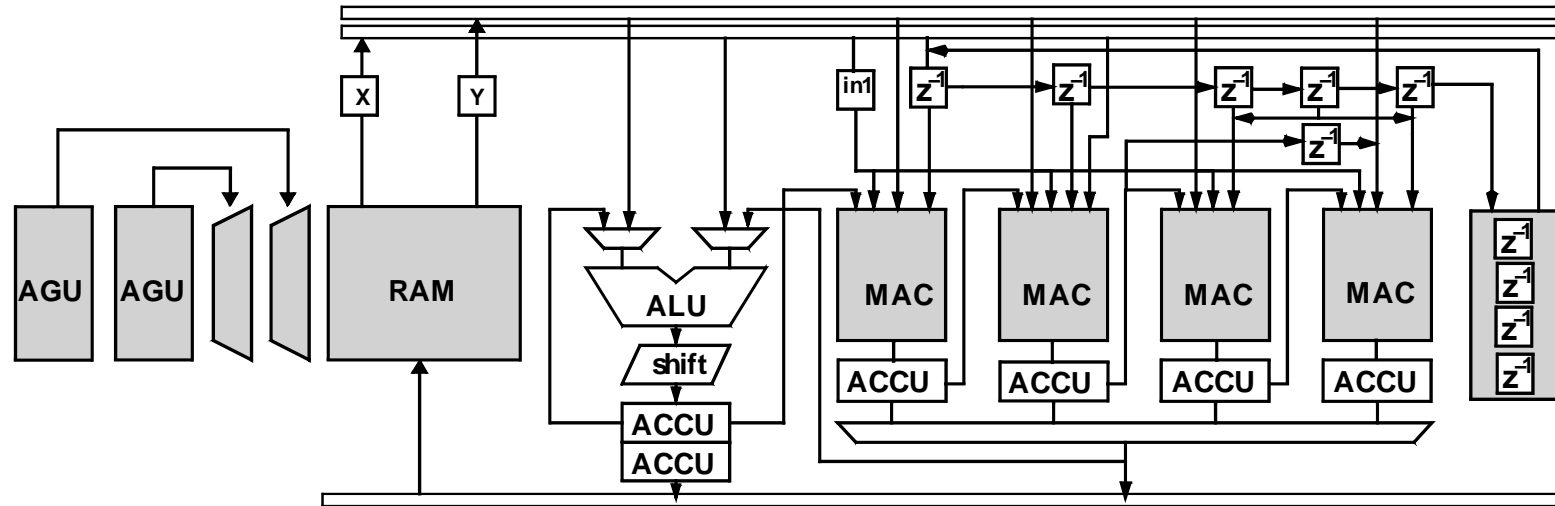 X
Y
in1
z⁻¹
z⁻¹
z⁻¹
z⁻¹
z⁻¹
z⁻¹
AGU
AGU
RAM
ALU
shift
ACCU
ACCU
MAC
MAC
MAC
MAC
ACCU
ACCU
ACCU
ACCU
z⁻¹
z⁻¹
z⁻¹
z⁻¹